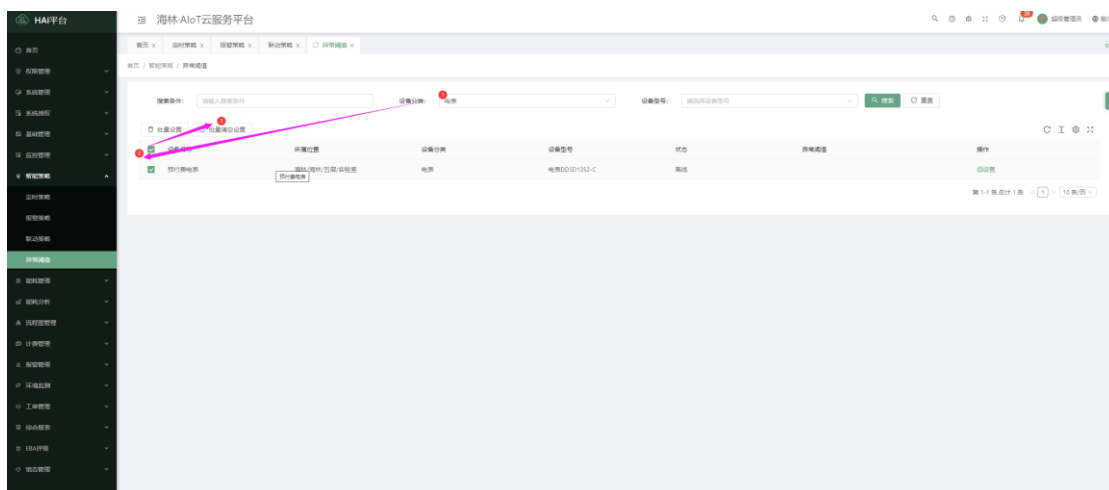 HAI平台
海林·AIoT云服务平台
超级管理员
首页
首页 × 实时策略 × 报警策略 × 联动策略 × 异常阈值 ×
首页 / 智能策略 / 异常阈值
权限管理
系统管理
系统授权
基础管理
监控管理
智能策略
实时策略
报警策略
联动策略
异常阈值
能耗管理
能耗分析
流程图管理
计费管理
报警管理
环境监测
工单管理
综合报表
EBA评锤
组态管理
搜索条件: 请输入搜索条件 设备分类: 1 电表 设备型号: 请选择设备型号 搜索 重置
批量设置 3 批量清空设置
2 设备名称 所属位置 设备分类 设备型号 状态 异常阈值 操作
预付费电表 海林/海林/五层/实验室 电表 电表DDSD1352-C 离线 设置
预付费电表
第 1-1 条,总计 1 条 < 1 > 10 条/页